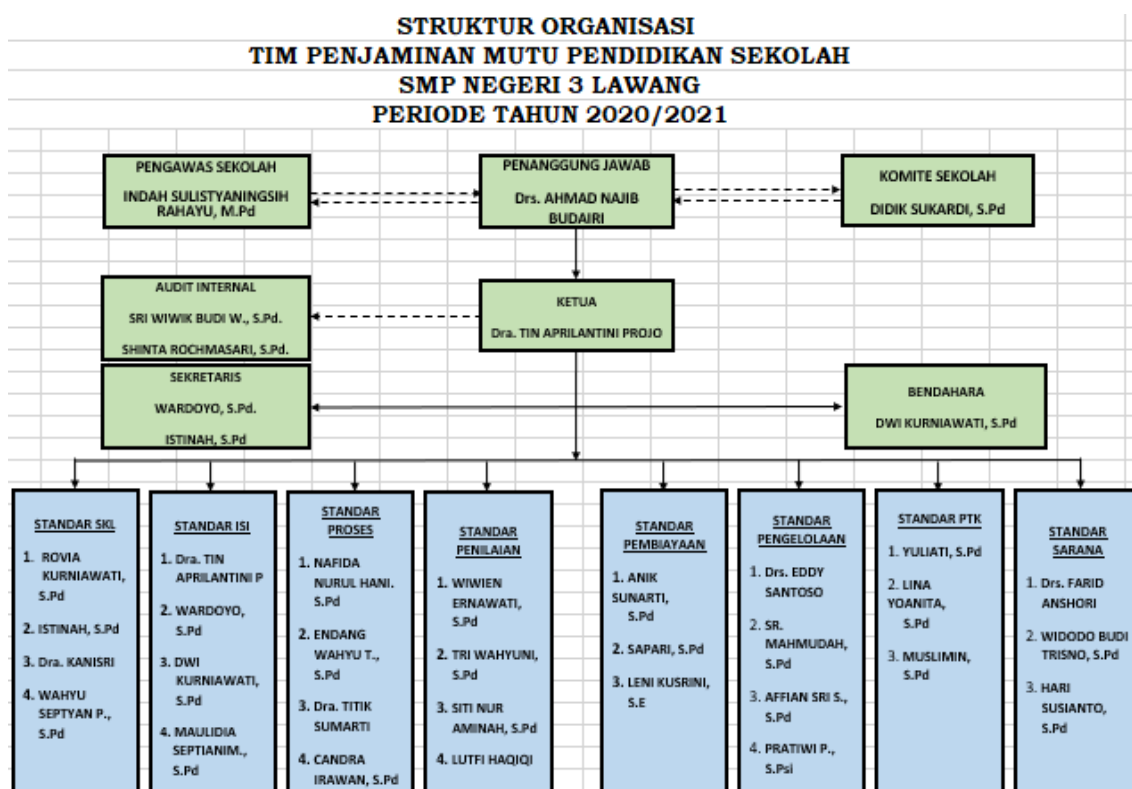 STRUKTUR ORGANISASI
TIM PENJAMINAN MUTU PENDIDIKAN SEKOLAH
SMP NEGERI 3 LAWANG
PERIODE TAHUN 2020/2021
PENGAWAS SEKOLAH
INDAH SULISTYANINGSIH
RAHAYU, M.Pd
PENANGGUNG JAWAB
Drs. AHMAD NAJIB
BUDAIRI
KOMITE SEKOLAH
DIDIK SUKARDI, S.Pd
AUDIT INTERNAL
SRI WIWIK BUDI W., S.Pd.
SHINTA ROCHMASARI, S.Pd.
KETUA
Dra. TIN APRILANTINI PROJO
SEKRETARIS
WARDOYO, S.Pd.
ISTINAH, S.Pd
BENDAHARA
DWI KURNIAWATI, S.Pd
STANDAR SKL
1. ROVIA
KURNIAWATI,
S.Pd
2. ISTINAH, S.Pd
3. Dra. KANISRI
4. WAHYU
SEPTYAN P.,
S.Pd
STANDAR ISI
1. Dra. TIN
APRILANTINI P
2. WARDOYO,
S.Pd
3. DWI
KURNIAWATI,
S.Pd
4. MAULIDIA
SEPTIANIM.,
S.Pd
STANDAR
PROSES
1. NAFIDA
NURUL HANI.
S.Pd
2. ENDANG
WAHYU T.,
S.Pd
3. Dra. TITIK
SUMARTI
4. CANDRA
IRAWAN, S.Pd
STANDAR
PENILAIAN
1. WIWIEN
ERNAWATI,
S.Pd
2. TRI WAHYUNI,
S.Pd
3. SITI NUR
AMINAH, S.Pd
4. LUTFI HAQIQI
STANDAR
PEMBIAYAAN
1. ANIK
SUNARTI,
S.Pd
2. SAPARI, S.Pd
3. LENI KUSRINI,
S.E
STANDAR
PENGELOLAAN
1. Drs. EDDY
SANTOSO
2. SR.
MAHMUDAH,
S.Pd
3. AFFIAN SRI S.,
S.Pd
4. PRATIWI P.,
S.Psi
STANDAR PTK
1. YULIATI, S.Pd
2. LINA
YOANITA,
S.Pd
3. MUSLIMIN,
S.Pd
STANDAR
SARANA
1. Drs. FARID
ANSHORI
2. WIDODO BUDI
TRISNO, S.Pd
3. HARI
SUSIANTO,
S.Pd